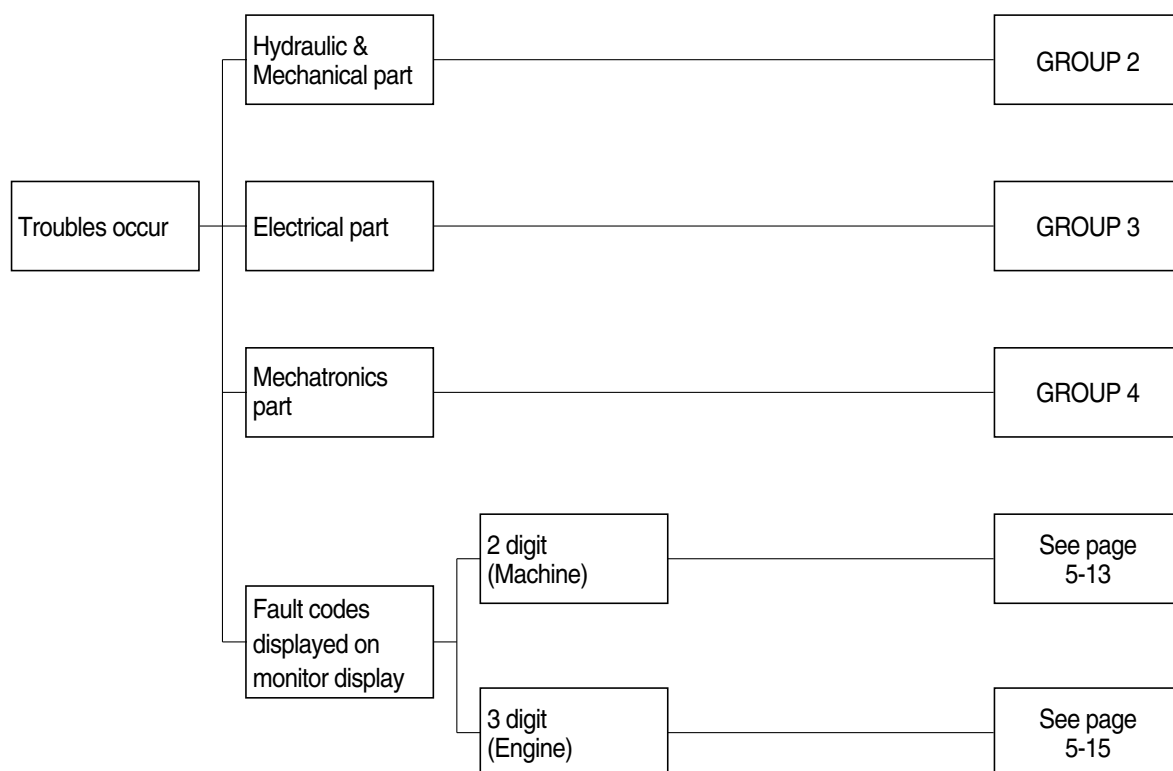 Hydraulic &
Mechanical part
GROUP 2
Troubles occur
Electrical part
GROUP 3
Mechatronics
part
GROUP 4
2 digit
(Machine)
See page
5-13
Fault codes
displayed on
monitor display
3 digit
(Engine)
See page
5-15